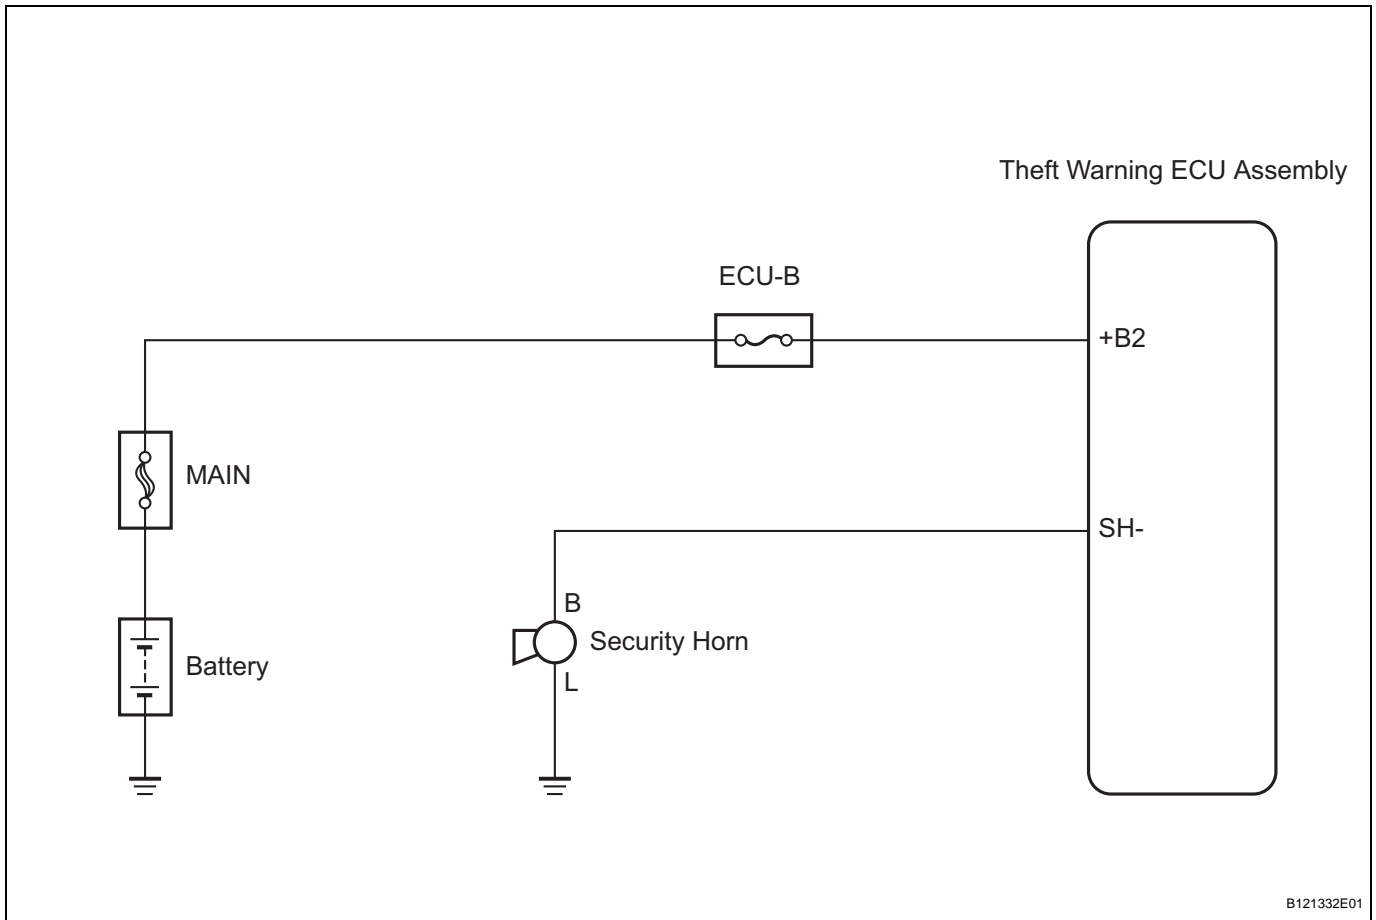 Theft Warning ECU Assembly
ECU-B
+B2
MAIN
SH-
B
Security Horn
Battery
L
B121332E01